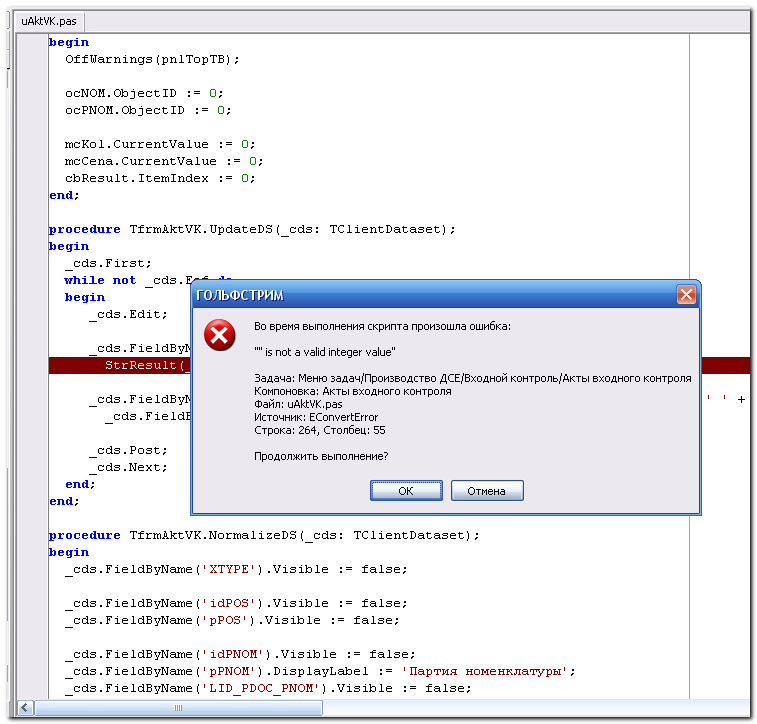 uAktVK.pas
begin
OffWarnings(pnlTopTB);
ocNOM.ObjectID := 0;
ocPNOM.ObjectID := 0;
mcKol.CurrentValue := 0;
mcCena.CurrentValue := 0;
cbResult.ItemIndex := 0;
end;
procedure TfrmAktVK.UpdateDS(_cds: TClientDataset);
begin
_cds.First;
while not _cds.Eof do
begin
_cds.Edit;
_cds.FieldByN
StrResult(_
_cds.FieldByN ' ' +
_cds.FieldB
_cds.Post;
_cds.Next;
end;
end;
ГОЛЬФСТРИМ
Во время выполнения скрипта произошла ошибка:
"'' is not a valid integer value"
Задача: Меню задач/Производство ДСЕ/Входной контроль/Акты входного контроля
Компоновка: Акты входного контроля
Файл: uAktVK.pas
Источник: EConvertError
Строка: 264, Столбец: 55
Продолжить выполнение?
ОК Отмена
procedure TfrmAktVK.NormalizeDS(_cds: TClientDataset);
begin
_cds.FieldByName('XTYPE').Visible := false;
_cds.FieldByName('idPOS').Visible := false;
_cds.FieldByName('pPOS').Visible := false;
_cds.FieldByName('idPNOM').Visible := false;
_cds.FieldByName('pPNOM').DisplayLabel := 'Партия номенклатуры';
_cds.FieldByName('LID_PDOC_PNOM').Visible := false;